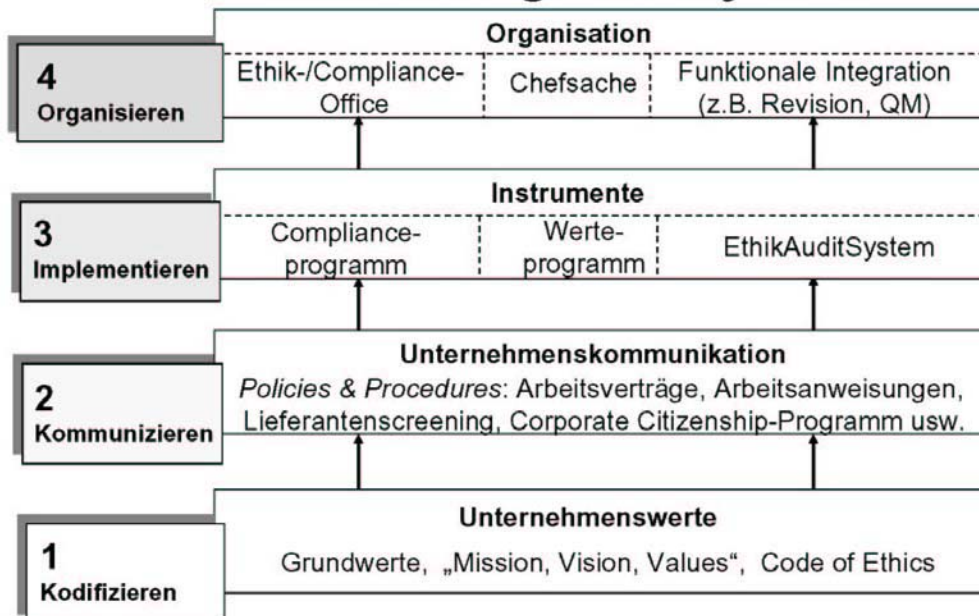 Organisation
4
Organisieren
Ethik-/Compliance-
Office
Chefsache
Funktionale Integration
(z.B. Revision, QM)
Instrumente
3
Implementieren
Compliance-
programm
Werte-
programm
EthikAuditSystem
Unternehmenskommunikation
2
Kommunizieren
Policies & Procedures: Arbeitsverträge, Arbeitsanweisungen,
Lieferantenscreening, Corporate Citizenship-Programm usw.
Unternehmenswerte
1
Kodifizieren
Grundwerte, „Mission, Vision, Values“, Code of Ethics